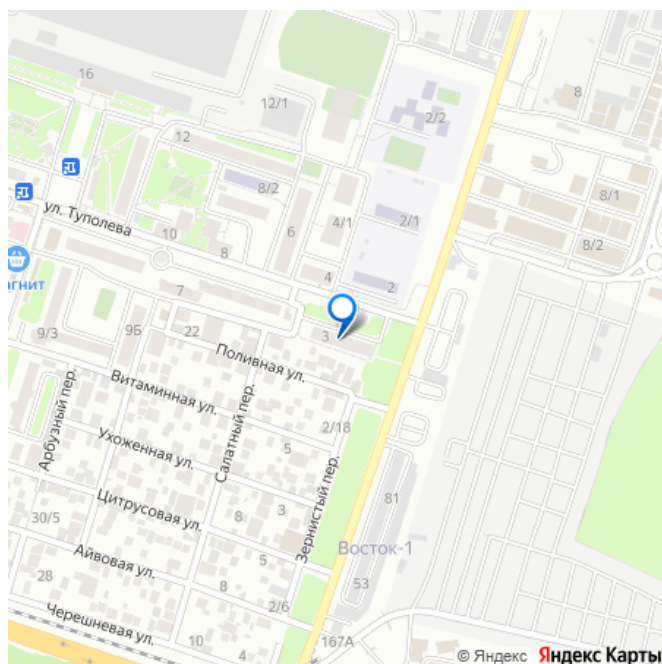 16
12/1
8
2/2
12
8/2
8/1
ул. Туполева
10
8
6
4/1
2/1
8/2
агнит
4
2
7
3
9/3
9Б
22
Поливная ул.
Витаминная ул.
Арбузный пер.
Салатный пер.
5
2/18
Ухоженная ул.
Зернистый пер.
81
30/5
Цитрусовая ул.
8
3
Восток-1
Айвовая ул.
5
53
28
8
2/6
Черешневая ул.
10
4
167А
© Яндекс Яндекс Карты